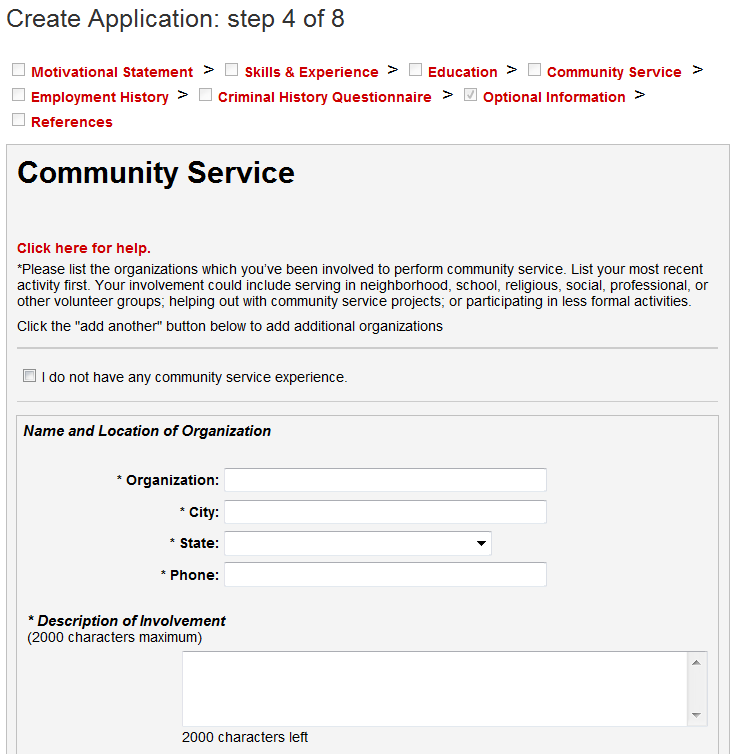 Create Application: step 4 of 8
Motivational Statement > Skills & Experience > Education > Community Service >
Employment History > Criminal History Questionnaire > Optional Information >
References
Community Service
Click here for help.
*Please list the organizations which you've been involved to perform community service. List your most recent
activity first. Your involvement could include serving in neighborhood, school, religious, social, professional, or
other volunteer groups; helping out with community service projects; or participating in less formal activities.
Click the "add another" button below to add additional organizations
I do not have any community service experience.
Name and Location of Organization
* Organization:
* City:
* State:
* Phone:
* Description of Involvement
(2000 characters maximum)
2000 characters left